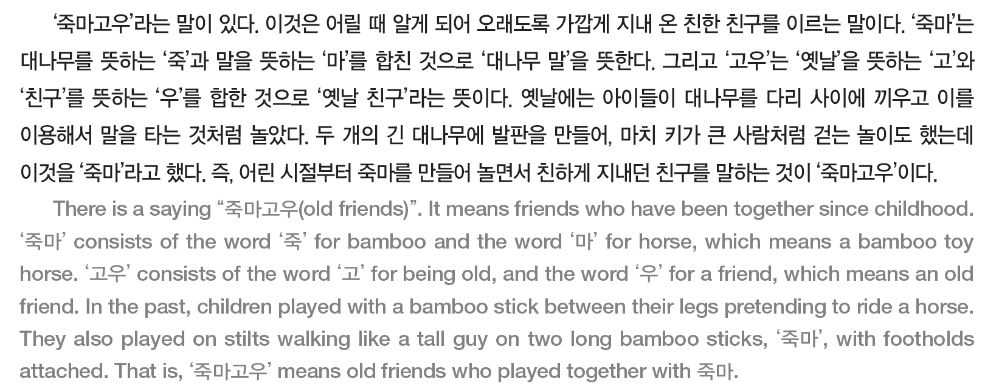 ‘죽마고우’라는 말이 있다. 이것은 어릴 때 알게 되어 오래도록 가깝게 지내 온 친한 친구를 이르는 말이다. ‘죽마’는
대나무를 뜻하는 ‘죽’과 말을 뜻하는 ‘마’를 합친 것으로 ‘대나무 말’을 뜻한다. 그리고 ‘고우’는 ‘옛날’을 뜻하는 ‘고’와
‘친구’를 뜻하는 ‘우’를 합한 것으로 ‘옛날 친구’라는 뜻이다. 옛날에는 아이들이 대나무를 다리 사이에 끼우고 이를
이용해서 말을 타는 것처럼 놀았다. 두 개의 긴 대나무에 발판을 만들어, 마치 키가 큰 사람처럼 걷는 놀이도 했는데
이것을 ‘죽마’라고 했다. 즉, 어린 시절부터 죽마를 만들어 놀면서 친하게 지내던 친구를 말하는 것이 ‘죽마고우’이다.
There is a saying “죽마고우(old friends)”. It means friends who have been together since childhood.
‘죽마’ consists of the word ‘죽’ for bamboo and the word ‘마’ for horse, which means a bamboo toy
horse. ‘고우’ consists of the word ‘고’ for being old, and the word ‘우’ for a friend, which means an old
friend. In the past, children played with a bamboo stick between their legs pretending to ride a horse.
They also played on stilts walking like a tall guy on two long bamboo sticks, ‘죽마’, with footholds
attached. That is, ‘죽마고우’ means old friends who played together with 죽마.